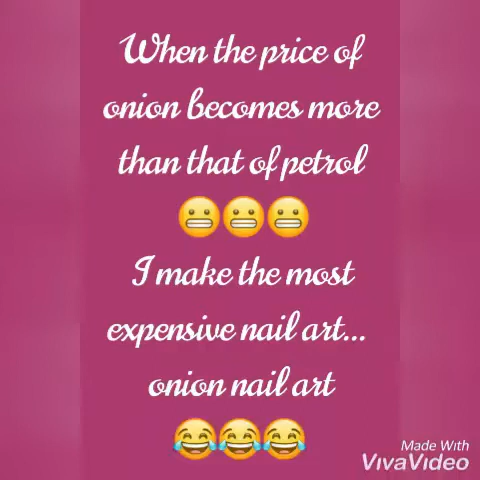 When the price of
onion becomes more
than that of petrol
😬😬😬
I make the most
expensive nail art...
onion nail art
😂😂😂
Made With
VivaVideo